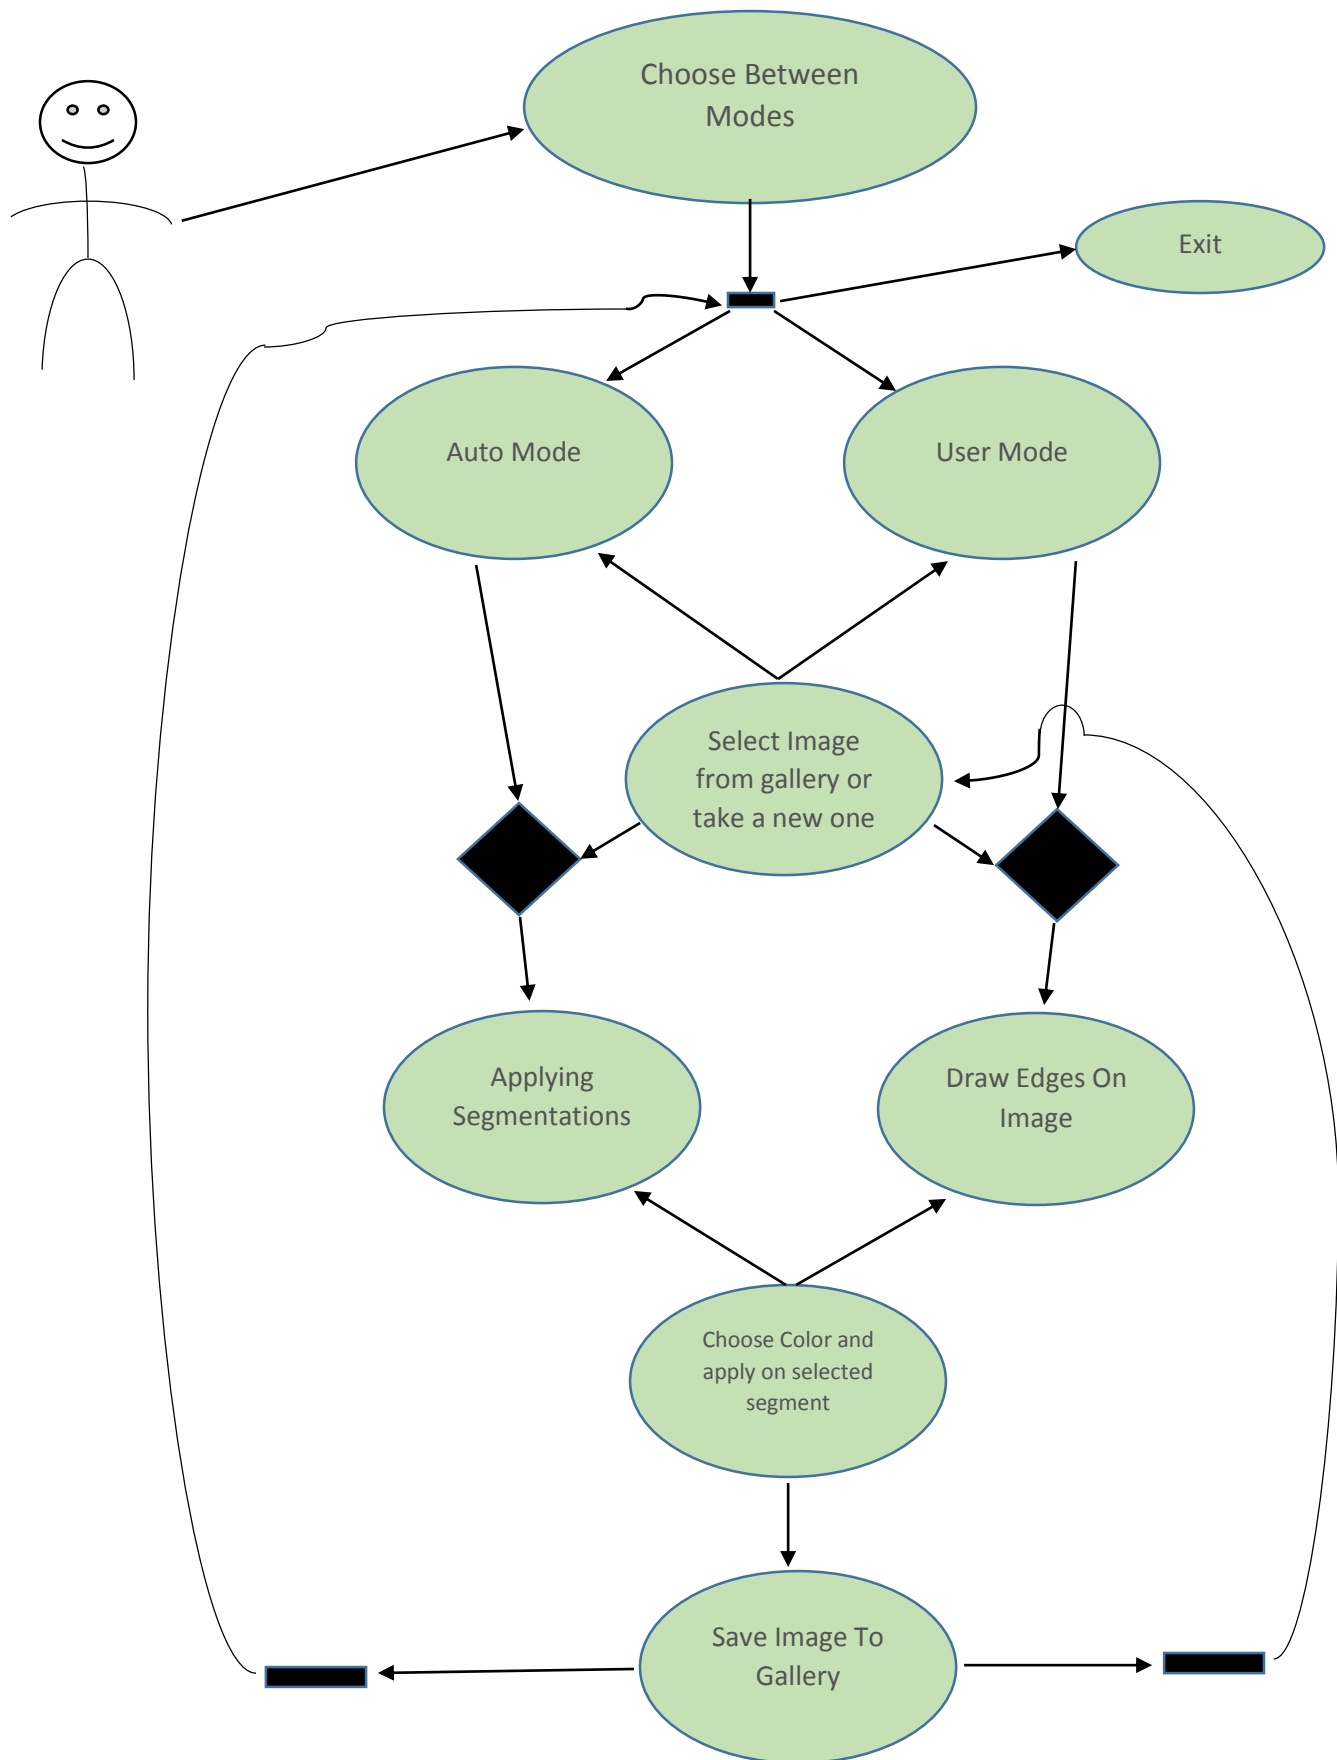 Choose Between
Modes
Exit
Auto Mode
User Mode
Select Image
from gallery or
take a new one
Applying
Segmentations
Draw Edges On
Image
Choose Color and
apply on selected
segment
Save Image To
Gallery